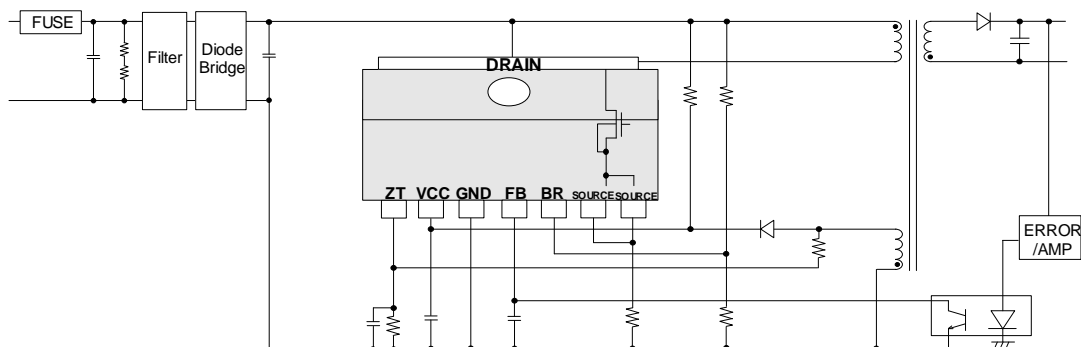 FUSE
Filter
Diode
Bridge
DRAIN
ZT VCC GND FB BR SOURCE SOURCE
ERROR
/AMP